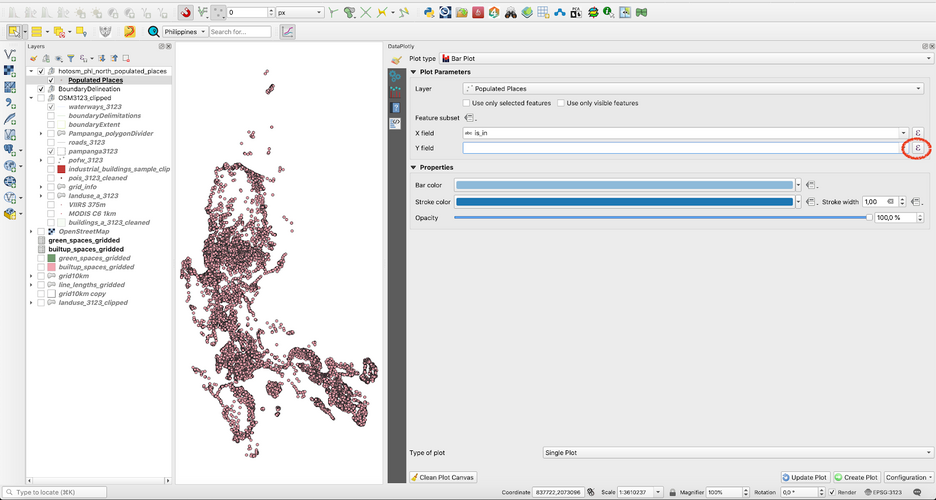 0
px
Philippines
Search for...
Layers
hotosm_phl_north_populated_places
Populated Places
BoundaryDelineation
OSM3123_clipped
waterways_3123
boundaryDelimitations
boundaryExtent
Pampanga_polygonDivider
roads_3123
pampanga3123
pofw_3123
industrial_buildings_sample_clip
pois_3123_cleaned
grid_info
landuse_a_3123
VIIRS 375m
MODIS C6 1km
buildings_a_3123_cleaned
OpenStreetMap
green_spaces_gridded
builtup_spaces_gridded
green_spaces_gridded
builtup_spaces_gridded
grid10km
line_lengths_gridded
grid10km copy
landuse_3123_clipped
DataPlotly
Plot type
Bar Plot
Plot Parameters
Layer
Populated Places
Use only selected features
Use only visible features
Feature subset
X field
abc is_in
ε
Y field
ε
Properties
Bar color
Stroke color
Stroke width
1,00
Opacity
100,0 %
Type of plot
Single Plot
Clean Plot Canvas
Update Plot
Create Plot
Configuration
Type to locate (⌘K)
Coordinate
837722,2073096
Scale
1:3610237
Magnifier
100%
Rotation
0,0 °
Render
EPSG:3123